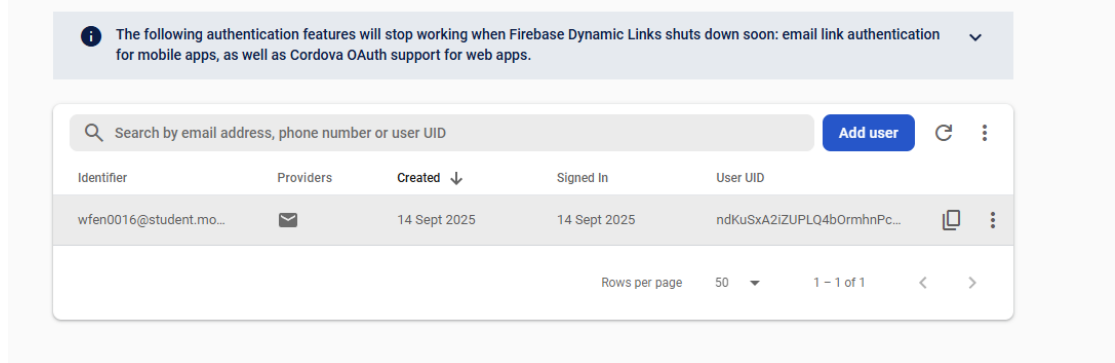 The following authentication features will stop working when Firebase Dynamic Links shuts down soon: email link authentication
for mobile apps, as well as Cordova OAuth support for web apps.
Search by email address, phone number or user UID
Add user
Identifier Providers Created Signed In User UID
wfen0016@student.mo... 14 Sept 2025 14 Sept 2025 ndKuSxA2iZUPLQ4bOrmhnPc...
Rows per page 50 1 – 1 of 1